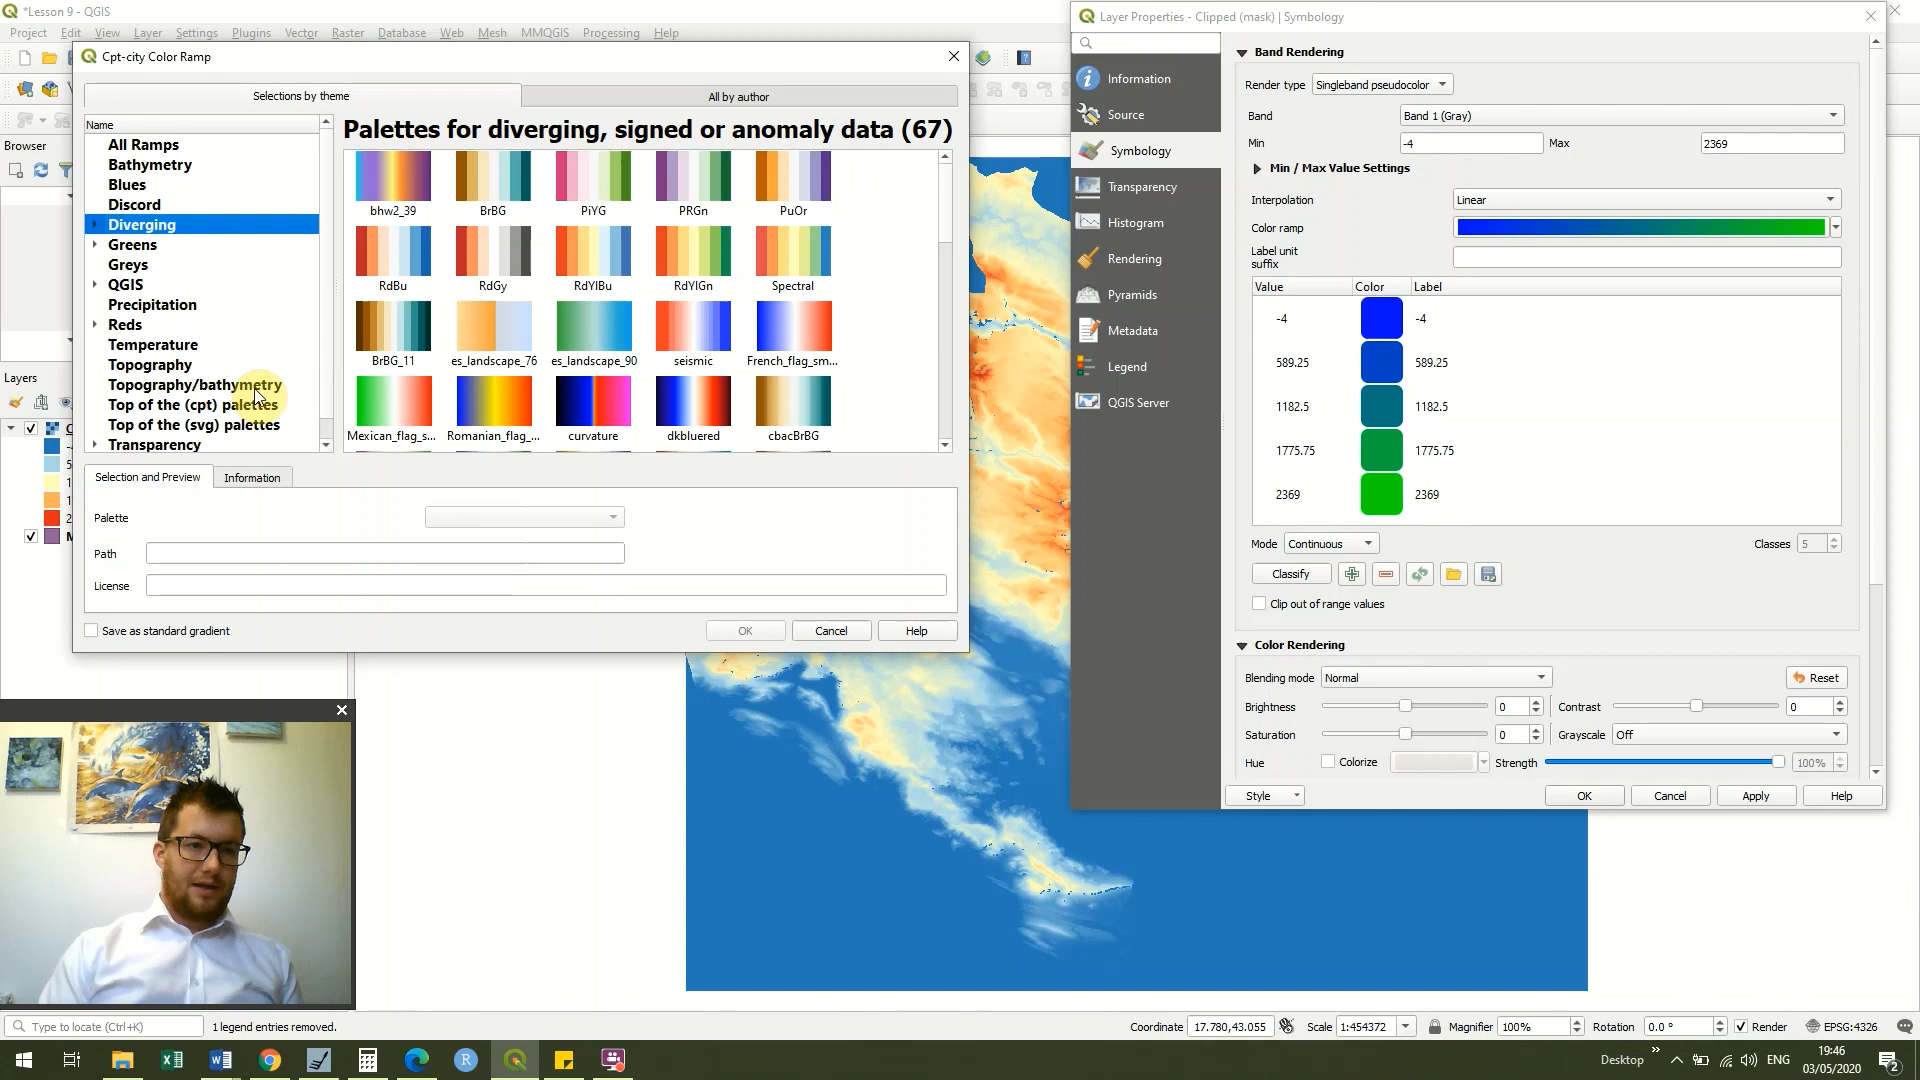 *Lesson 9 - QGIS
Project Edit View Layer Settings Plugins Vector Raster Database Web Mesh MMQGIS Processing Help
Cpt-city Color Ramp
Selections by theme
All by author
Name
All Ramps
Bathymetry
Blues
Discord
Diverging
Greens
Greys
QGIS
Precipitation
Reds
Temperature
Topography
Topography/bathymetry
Top of the (cpt) palettes
Top of the (svg) palettes
Transparency
Palettes for diverging, signed or anomaly data (67)
bhw2_39 BrBG PiYG PRGn PuOr
RdBu RdGy RdYlBu RdYlGn Spectral
BrBG_11 es_landscape_76 es_landscape_90 seismic French_flag_sm...
Mexican_flag_s... Romanian_flag_... curvature dkbluered cbacBrBG
Selection and Preview
Information
Palette
Path
License
Save as standard gradient
OK
Cancel
Help
Browser
Layers
Layer Properties - Clipped (mask) | Symbology
Information
Source
Symbology
Transparency
Histogram
Rendering
Pyramids
Metadata
Legend
QGIS Server
Band Rendering
Render type Singleband pseudocolor
Band Band 1 (Gray)
Min -4 Max 2369
Min / Max Value Settings
Interpolation Linear
Color ramp
Label unit
suffix
Value Color Label
-4 -4
589.25 589.25
1182.5 1182.5
1775.75 1775.75
2369 2369
Mode Continuous Classes 5
Classify
Clip out of range values
Color Rendering
Blending mode Normal Reset
Brightness 0 Contrast 0
Saturation 0 Grayscale Off
Hue Colorize Strength 100%
Style OK Cancel Apply Help
Type to locate (Ctrl+K) 1 legend entries removed. Coordinate 17.780,43.055 Scale 1:454372 Magnifier 100% Rotation 0.0 ° Render EPSG:4326
Desktop ENG
19:46
03/05/2020
2